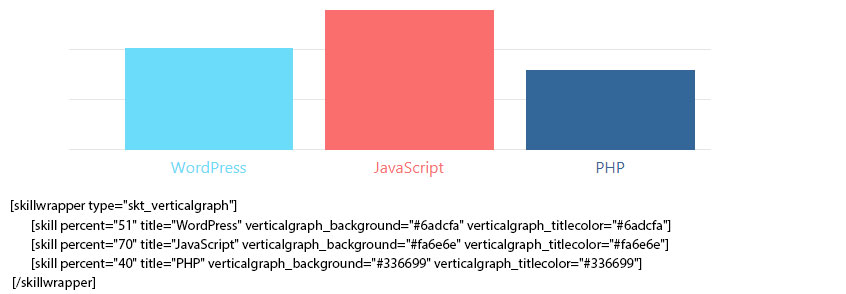 WordPress JavaScript PHP
[skillwrapper type="skt_verticalgraph"]
[skill percent="51" title="WordPress" verticalgraph_background="#6adcfa" verticalgraph_titlecolor="#6adcfa"]
[skill percent="70" title="JavaScript" verticalgraph_background="#fa6e6e" verticalgraph_titlecolor="#fa6e6e"]
[skill percent="40" title="PHP" verticalgraph_background="#336699" verticalgraph_titlecolor="#336699"]
[/skillwrapper]